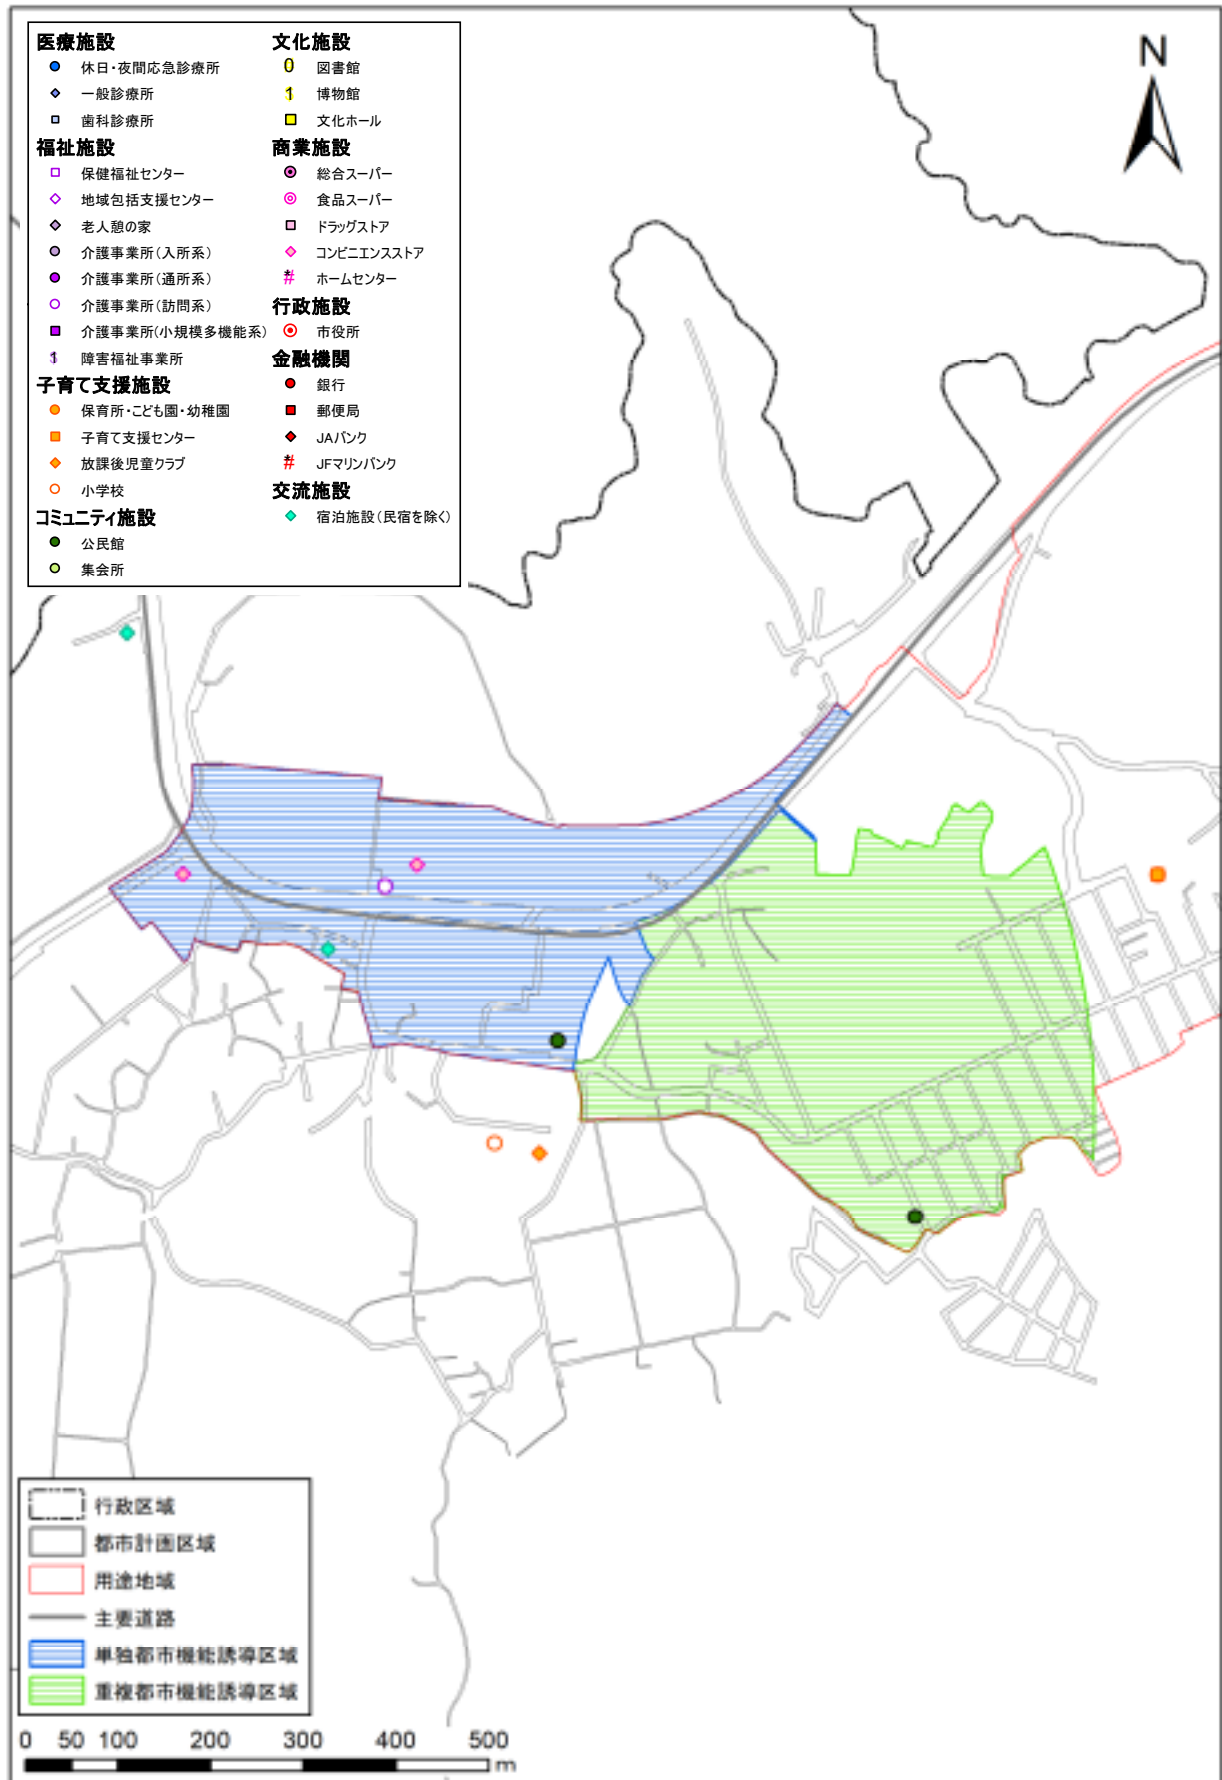 医療施設
休日・夜間応急診療所
一般診療所
歯科診療所
福祉施設
保健福祉センター
地域包括支援センター
老人憩の家
介護事業所(入所系)
介護事業所(通所系)
介護事業所(訪問系)
介護事業所(小規模多機能系)
1 障害福祉事業所
子育て支援施設
保育所・こども園・幼稚園
子育て支援センター
放課後児童クラブ
小学校
コミュニティ施設
公民館
集会所
文化施設
0 図書館
1 博物館
文化ホール
商業施設
総合スーパー
食品スーパー
ドラッグストア
コンビニエンスストア
# ホームセンター
行政施設
市役所
金融機関
銀行
郵便局
JAバンク
# JFマリンバンク
交流施設
宿泊施設(民宿を除く)
N
行政区域
都市計画区域
用途地域
主要道路
単独都市機能誘導区域
重複都市機能誘導区域
0 50 100 200 300 400 500
m